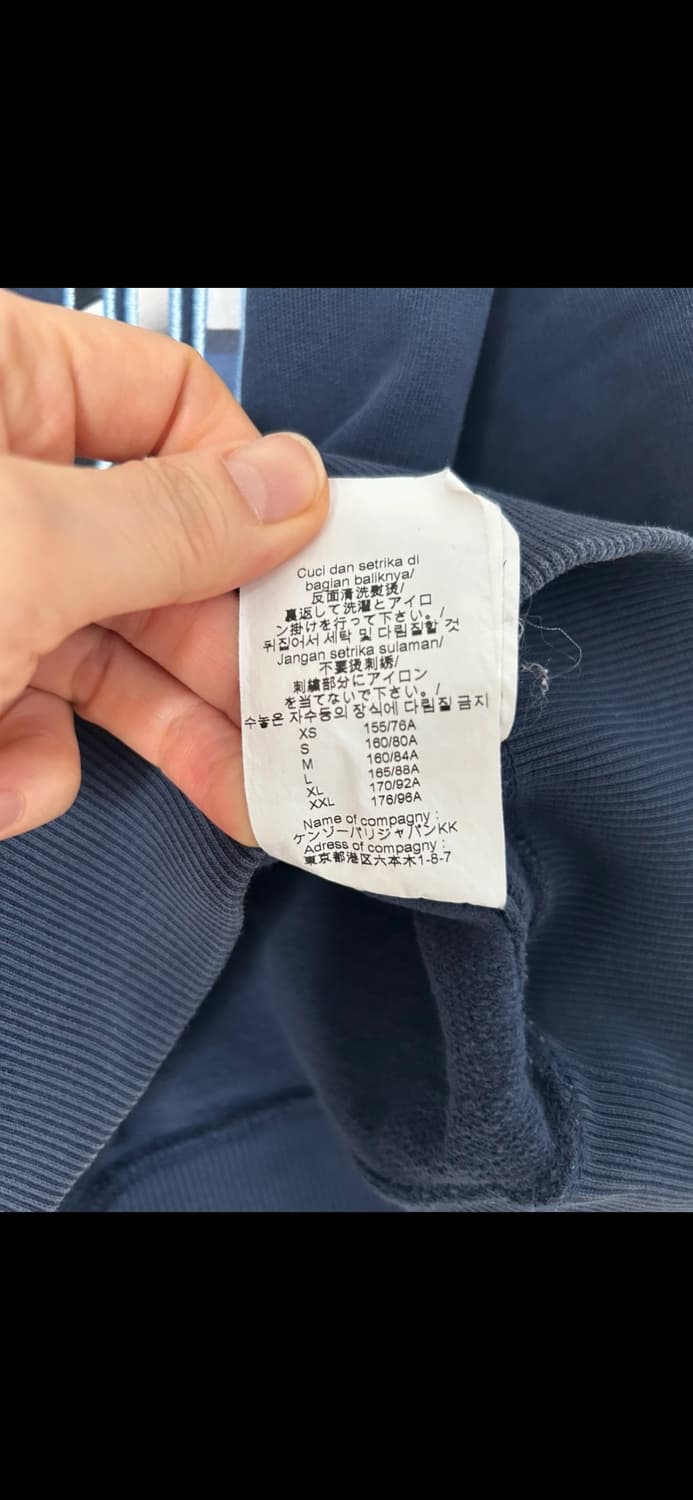 Cuci dan setrika di
bagian baliknya/
反面清洗熨烫/
裏返して洗濯とアイロ
ン掛けを行って下さい。/
뒤집어서 세탁 및 다림질할 것
Jangan setrika sulaman/
不要烫刺绣/
刺繍部分にアイロン
を当てないで下さい。/
수놓은 자수등의 장식에 다림질 금지
XS 155/76A
S 160/80A
M 160/84A
L 165/88A
XL 170/92A
XXL 176/96A
Name of compagny :
ケンゾーパリジャパンKK
Adress of compagny :
東京都港区六本木1-8-7